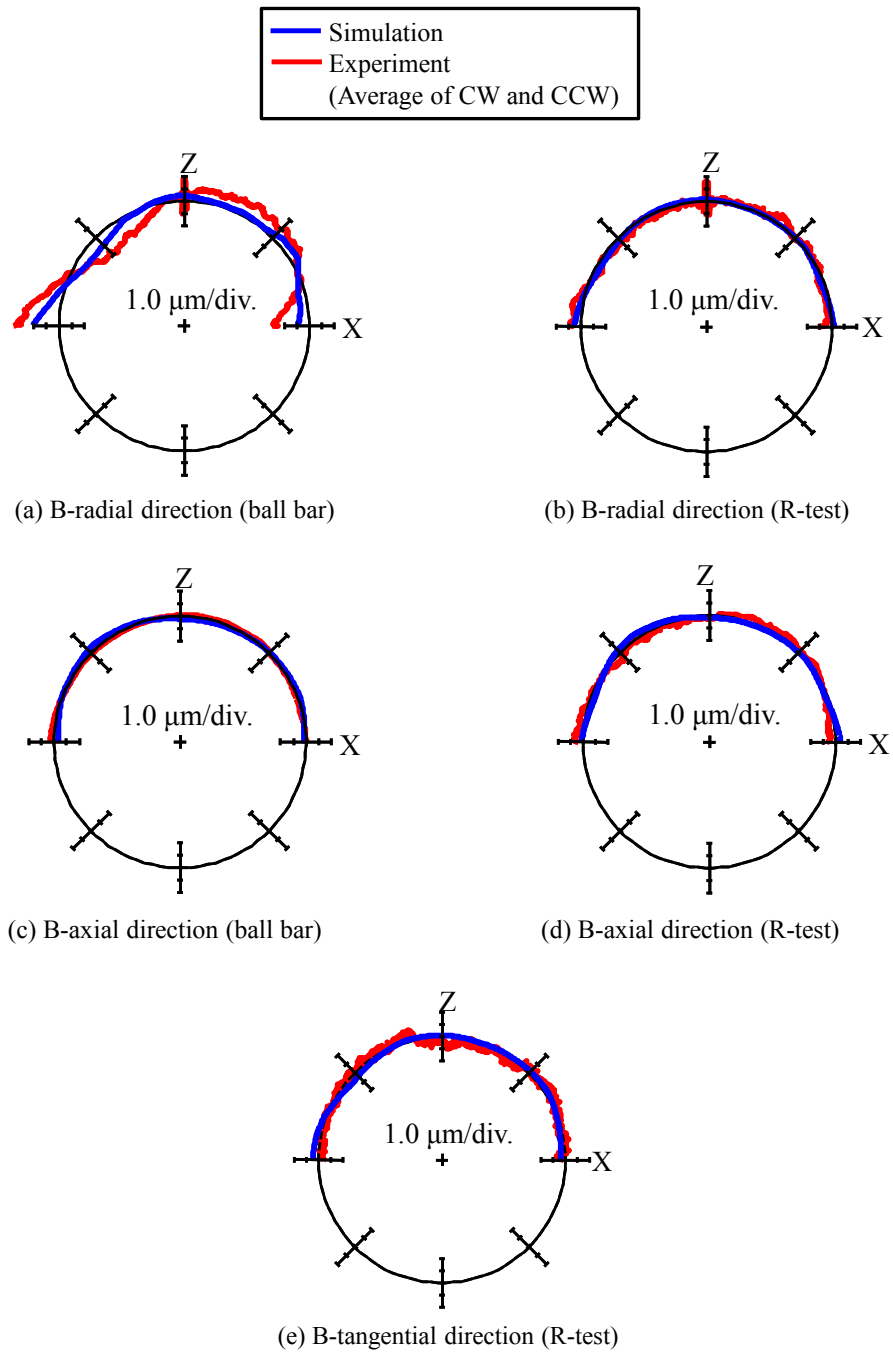 Simulation
Experiment
(Average of CW and CCW)
Z
1.0 μm/div.
X
(a) B-radial direction (ball bar)
Z
1.0 μm/div.
X
(b) B-radial direction (R-test)
Z
1.0 μm/div.
X
(c) B-axial direction (ball bar)
Z
1.0 μm/div.
X
(d) B-axial direction (R-test)
Z
1.0 μm/div.
X
(e) B-tangential direction (R-test)